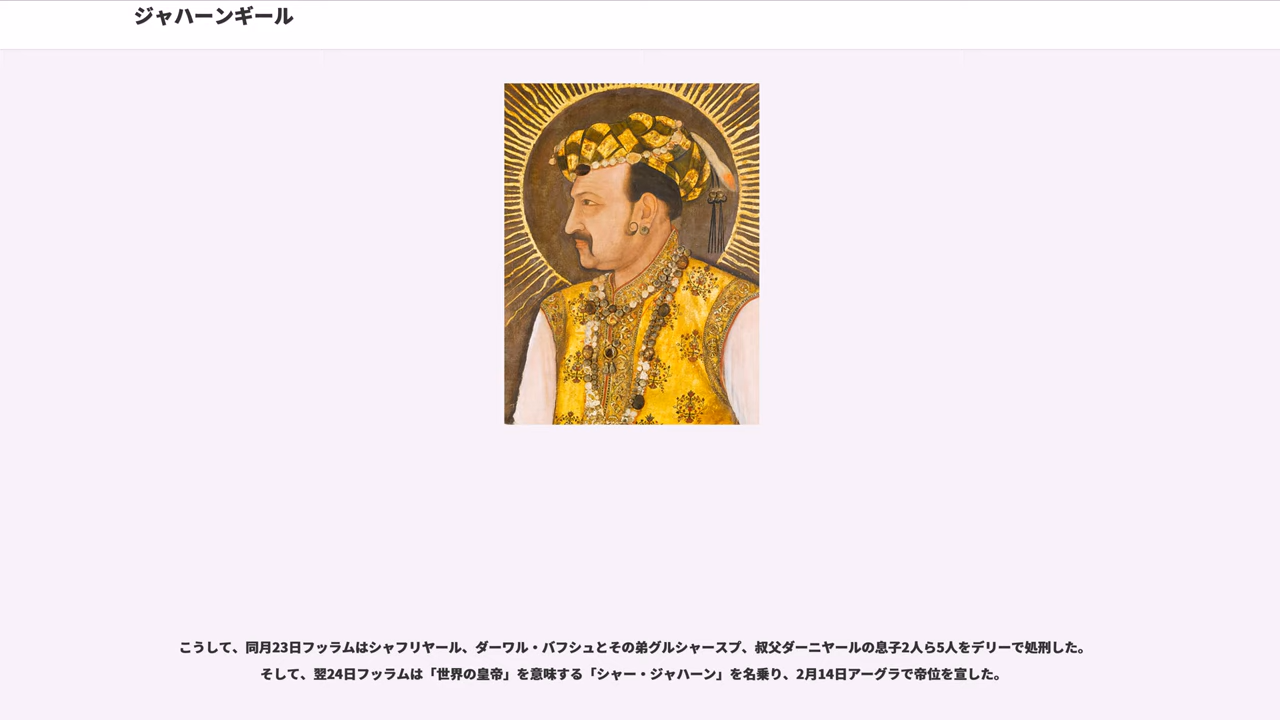 ジャハーンギール
こうして、同月23日フッラムはシャフリヤール、ダーワル・バフシュとその弟グルシャースプ、叔父ダーニヤールの息子2人ら5人をデリーで処刑した。
そして、翌24日フッラムは「世界の皇帝」を意味する「シャー・ジャハーン」を名乗り、2月14日アーグラで帝位を宣した。